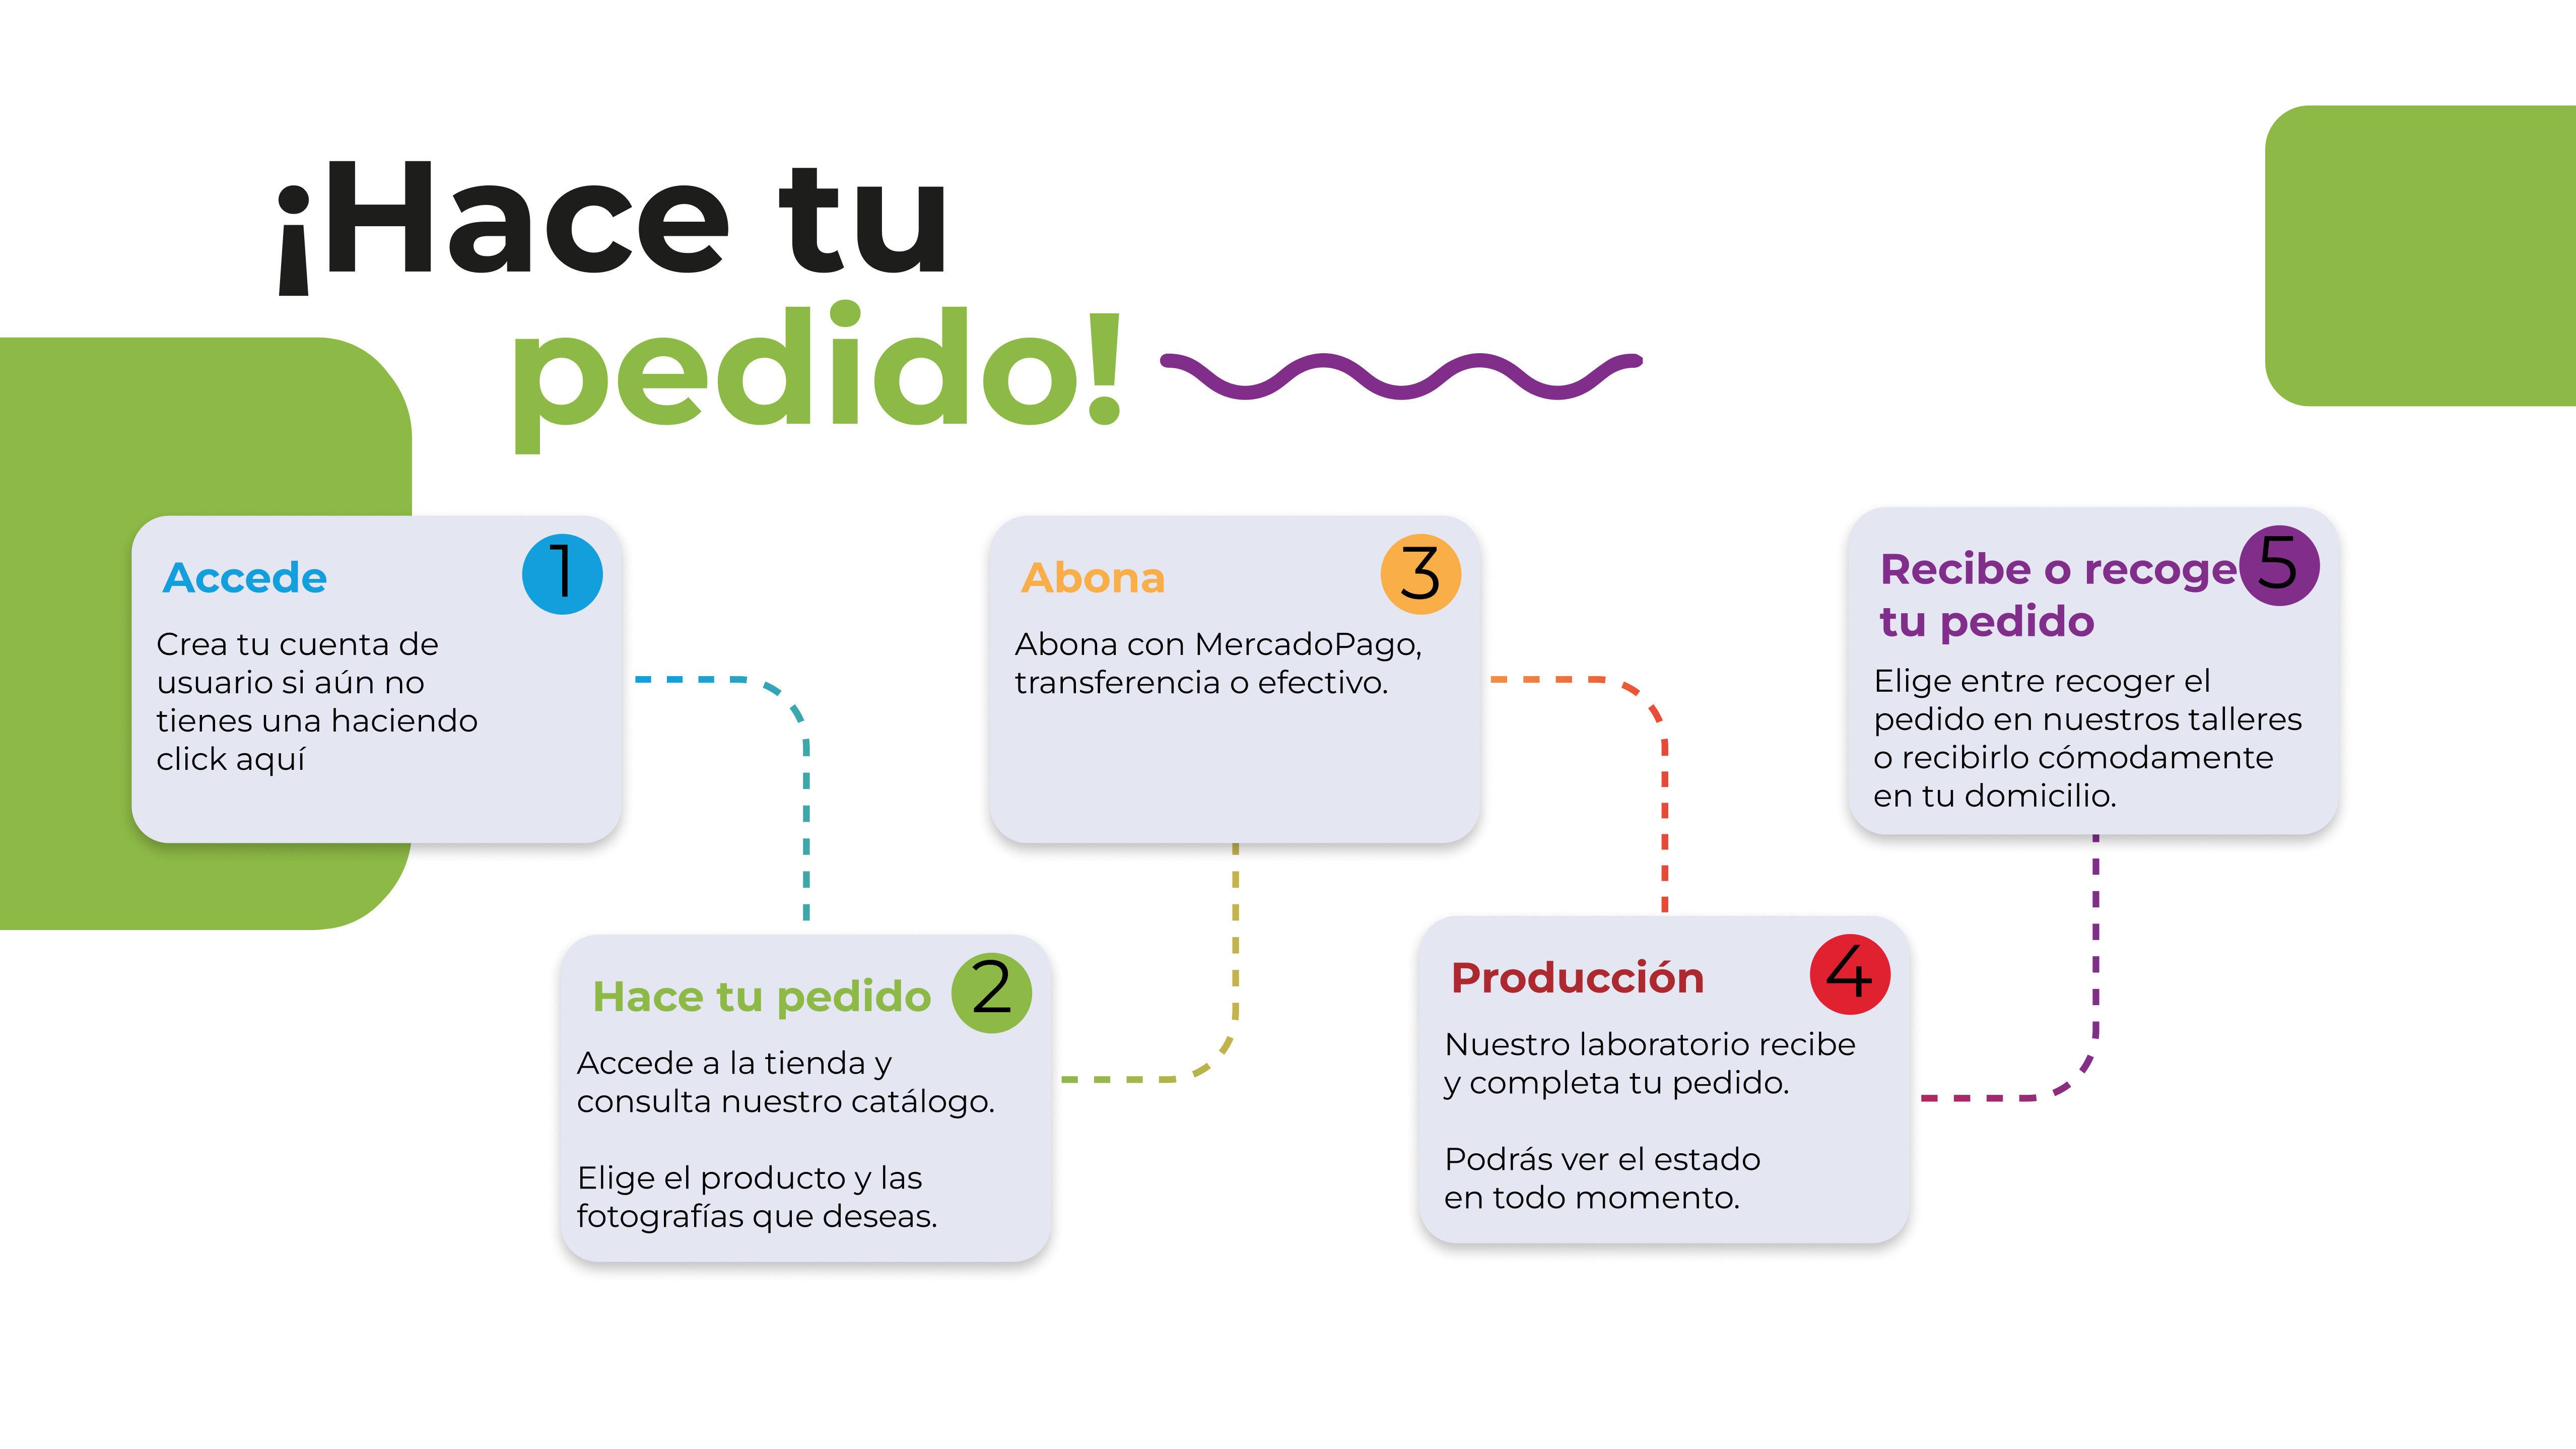 ¡Hace tu
pedido!
Accede
1
Crea tu cuenta de
usuario si aún no
tienes una haciendo
click aquí
Hace tu pedido
2
Accede a la tienda y
consulta nuestro catálogo.
Elige el producto y las
fotografías que deseas.
Abona
3
Abona con MercadoPago,
transferencia o efectivo.
Producción
4
Nuestro laboratorio recibe
y completa tu pedido.
Podrás ver el estado
en todo momento.
Recibe o recoge
tu pedido
5
Elige entre recoger el
pedido en nuestros talleres
o recibirlo cómodamente
en tu domicilio.